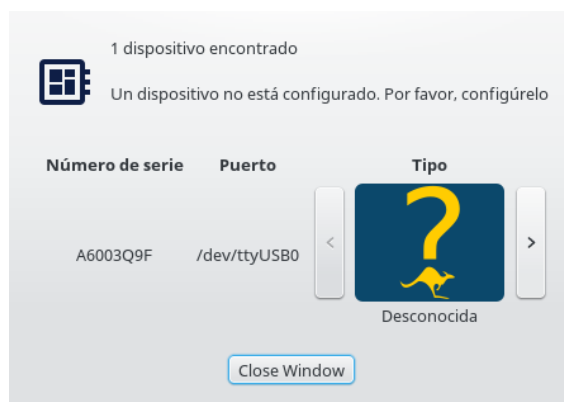 1 dispositivo encontrado
Un dispositivo no está configurado. Por favor, configúrelo
Número de serie Puerto Tipo
A6003Q9F /dev/ttyUSB0 < ? >
Desconocida
Close Window